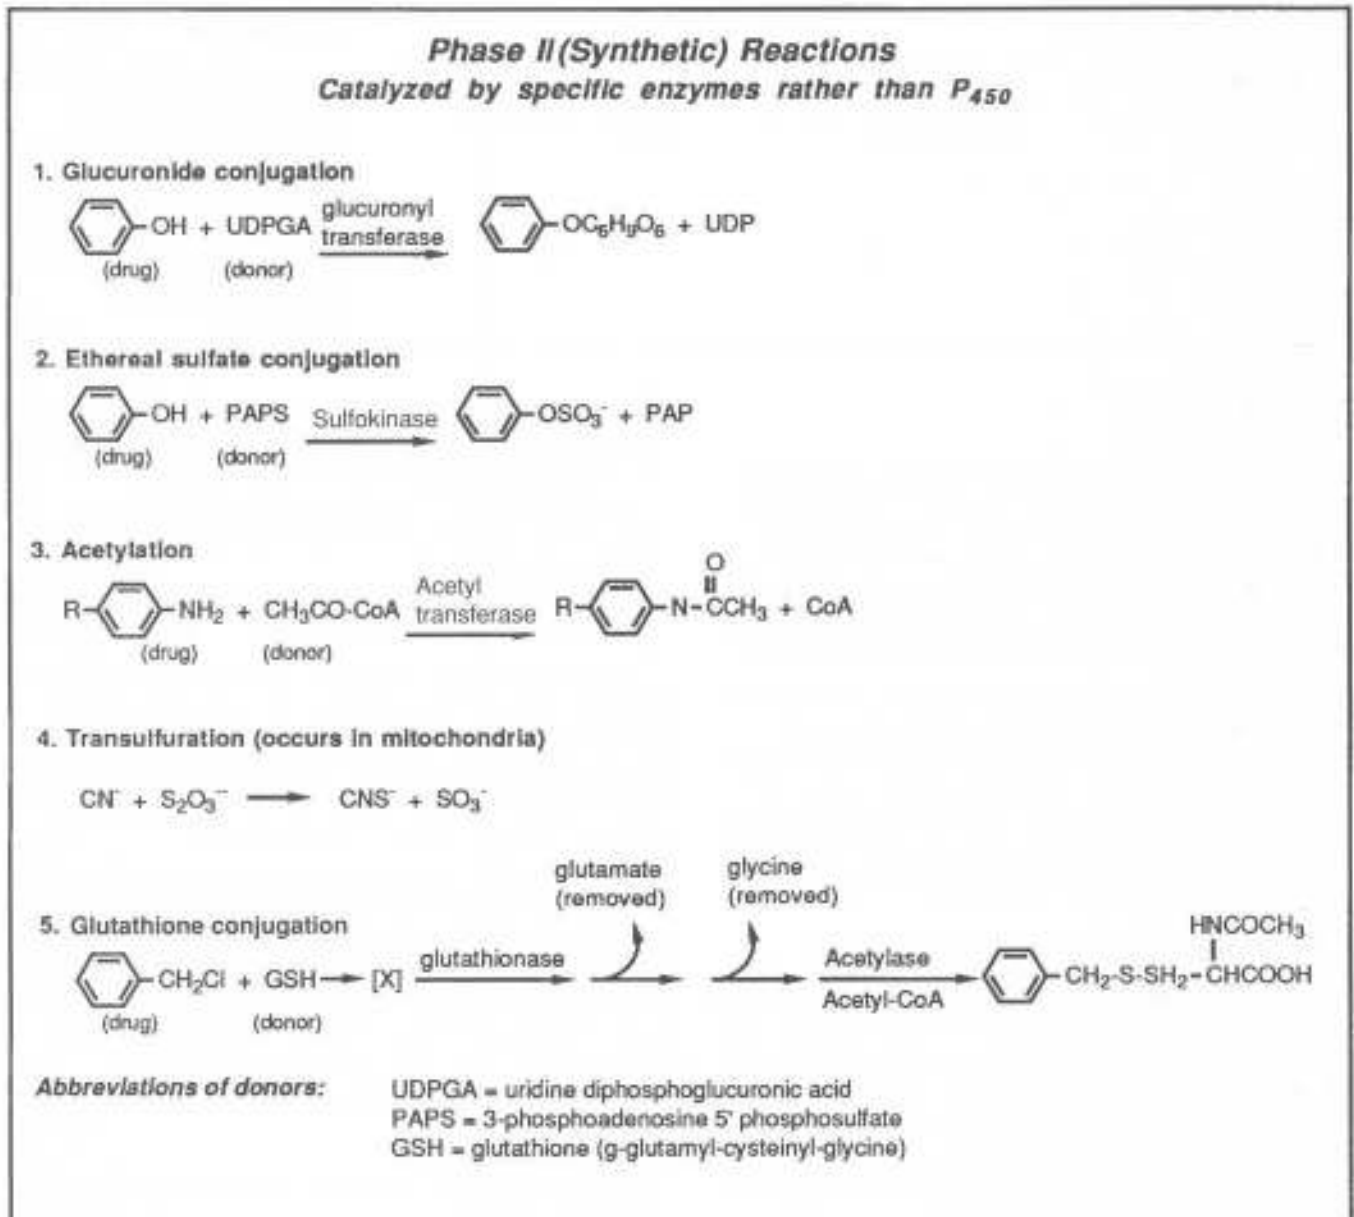 Phase II (Synthetic) Reactions
Catalyzed by specific enzymes rather than P450
1. Glucuronide conjugation
OH + UDPGA glucuronyl transferase OC6H9O6 + UDP
(drug) (donor)
2. Ethereal sulfate conjugation
OH + PAPS Sulfokinase OSO3- + PAP
(drug) (donor)
3. Acetylation
O
R NH2 + CH3CO-CoA Acetyl transferase R N-CCH3 + CoA
(drug) (donor)
4. Transulfuration (occurs in mitochondria)
CN- + S2O3-- → CNS- + SO3-
glutamate (removed) glycine (removed)
5. Glutathione conjugation
HNCOCH3
CH2Cl + GSH → [X] glutathionase Acetylase Acetyl-CoA CH2-S-SH2-CHCOOH
(drug) (donor)
Abbreviations of donors: UDPGA = uridine diphosphoglucuronic acid
PAPS = 3-phosphoadenosine 5' phosphosulfate
GSH = glutathione (g-glutamyl-cysteinyl-glycine)